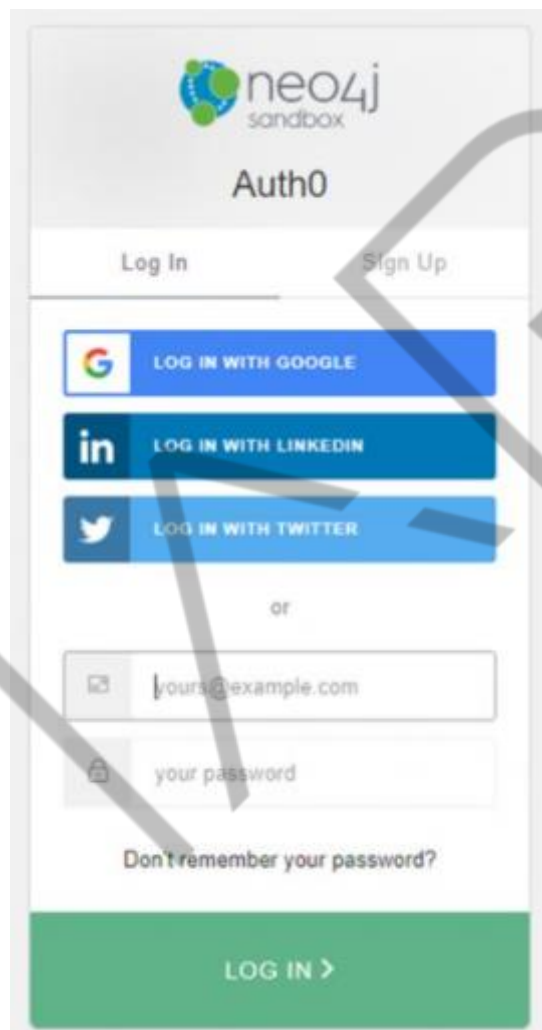 neo4j
sandbox
Auth0
Log In
Sign Up
LOG IN WITH GOOGLE
in
LOG IN WITH LINKEDIN
LOG IN WITH TWITTER
or
yours@example.com
your password
Don't remember your password?
LOG IN >